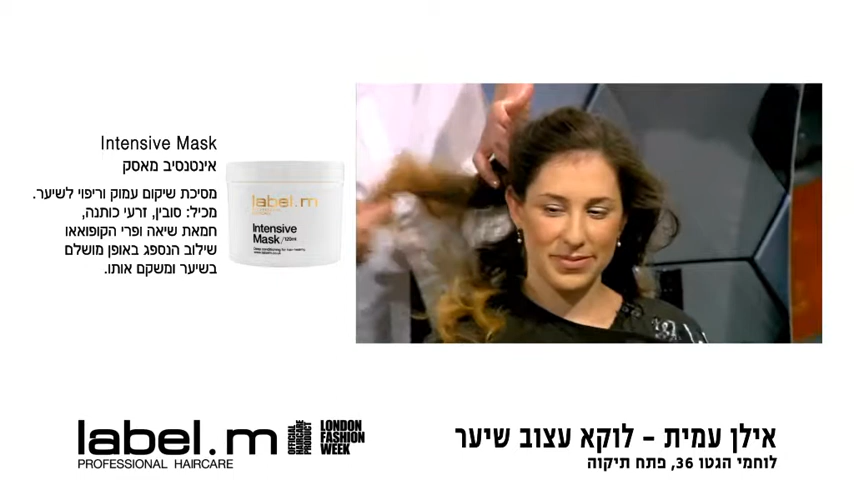 Intensive Mask
אינטנסיב מאסק
מסיכת שיקום עמוק וריפוי לשיער.
מכיל: סובין, זרעי כותנה,
חמאת שיאה ופרי הקופואאו
שילוב הנספג באופן מושלם
בשיער ומשקם אותו.
label.m
Intensive
Mask /120ml
label.m
PROFESSIONAL HAIRCARE
OFFICIAL
HAIRCARE
PRODUCT
LONDON
FASHION
WEEK
אילן עמית - לוקא עצוב שיער
לוחמי הגטו 36, פתח תיקוה